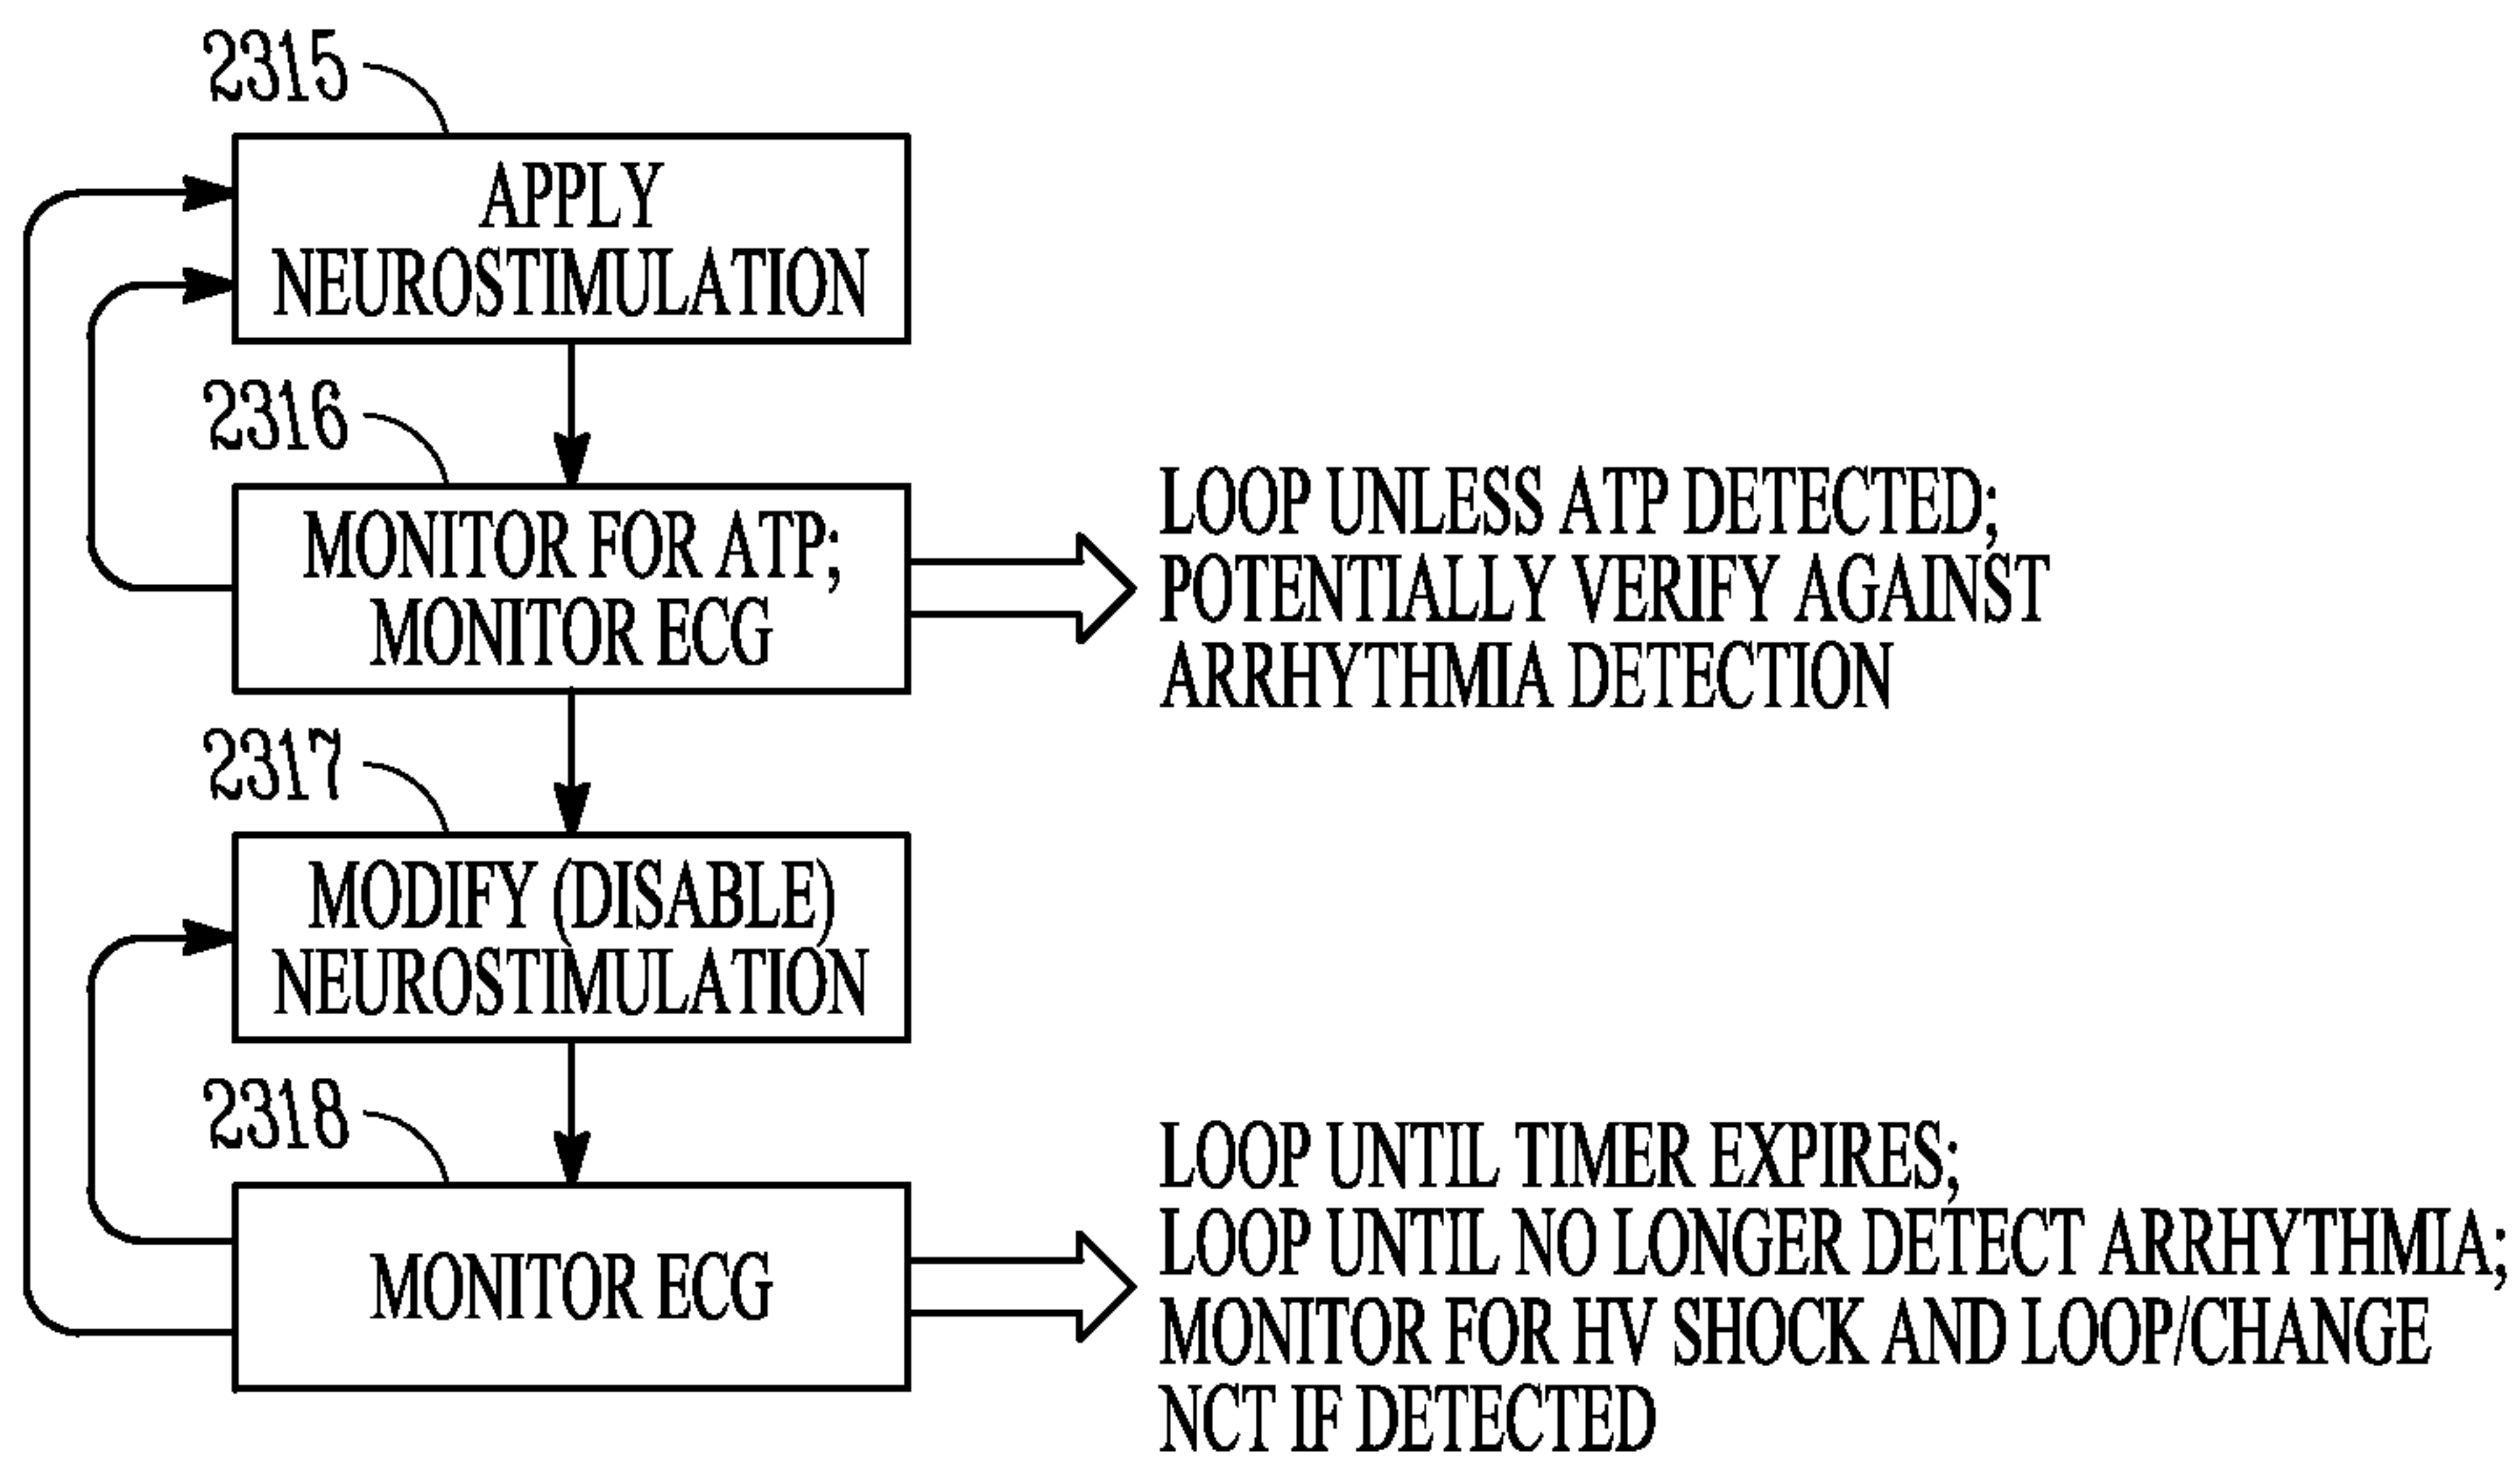 2315
APPLY
NEUROSTIMULATION
2316
MONITOR FOR ATP;
MONITOR ECG
LOOP UNLESS ATP DETECTED;
POTENTIALLY VERIFY AGAINST
ARRHYTHMIA DETECTION
2317
MODIFY (DISABLE)
NEUROSTIMULATION
2318
MONITOR ECG
LOOP UNTIL TIMER EXPIRES;
LOOP UNTIL NO LONGER DETECT ARRHYTHMIA;
MONITOR FOR HV SHOCK AND LOOP/CHANGE
NCT IF DETECTED